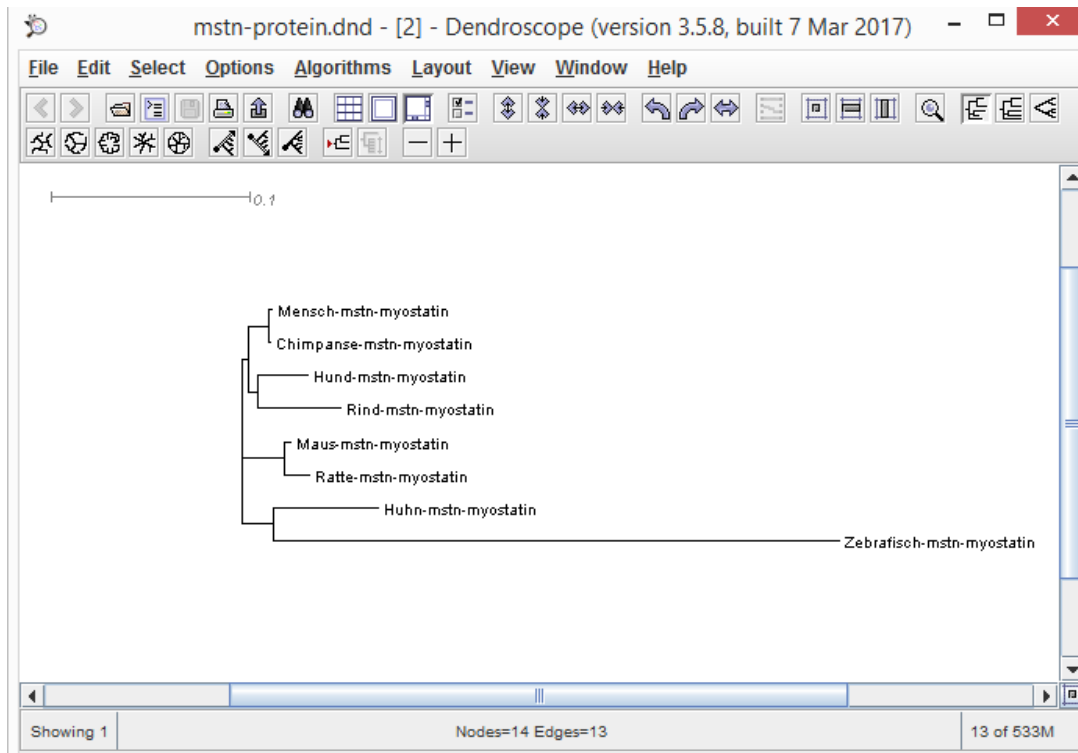 mstn-protein.dnd - [2] - Dendroscope (version 3.5.8, built 7 Mar 2017)
File Edit Select Options Algorithms Layout View Window Help
0.1
Mensch-mstn-myostatin
Chimpanse-mstn-myostatin
Hund-mstn-myostatin
Rind-mstn-myostatin
Maus-mstn-myostatin
Ratte-mstn-myostatin
Huhn-mstn-myostatin
Zebrafisch-mstn-myostatin
Showing 1 Nodes=14 Edges=13 13 of 533M